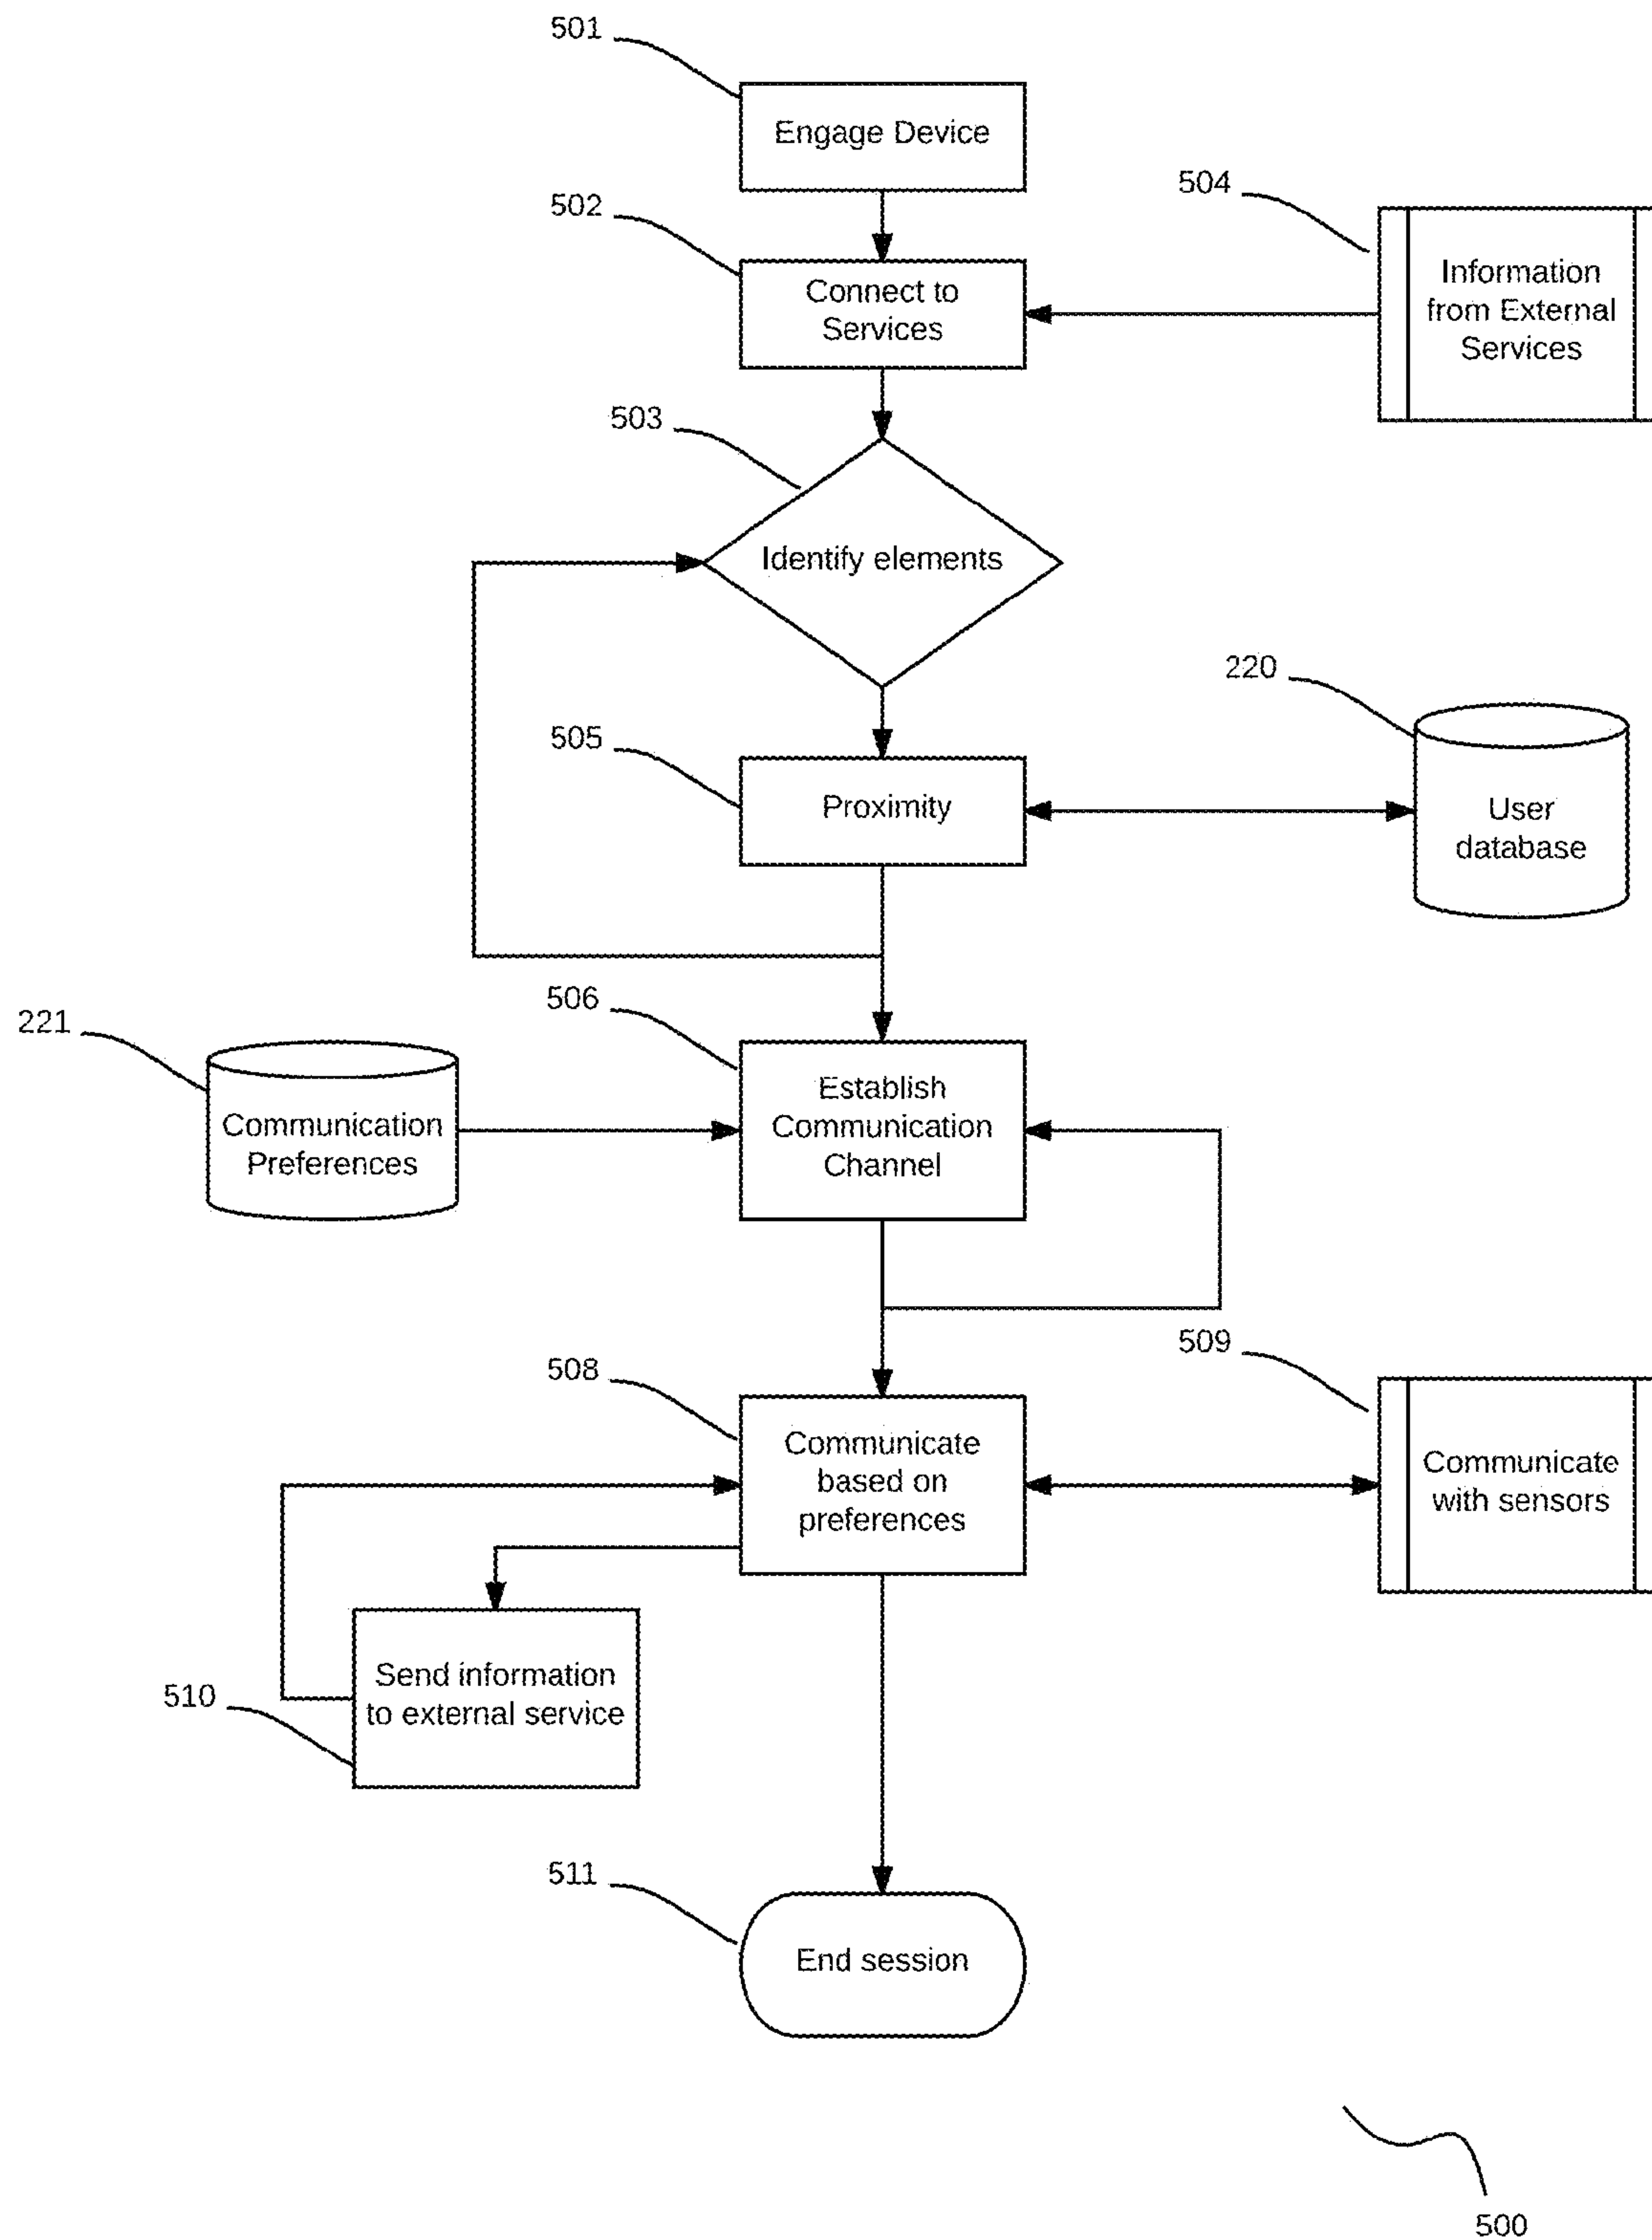 501
Engage Device
502
504
Connect to
Services
Information
from External
Services
503
Identify elements
220
505
Proximity
User
database
506
221
Establish
Communication
Channel
Communication
Preferences
509
508
Communicate
based on
preferences
Communicate
with sensors
Send information
to external service
510
511
End session
500